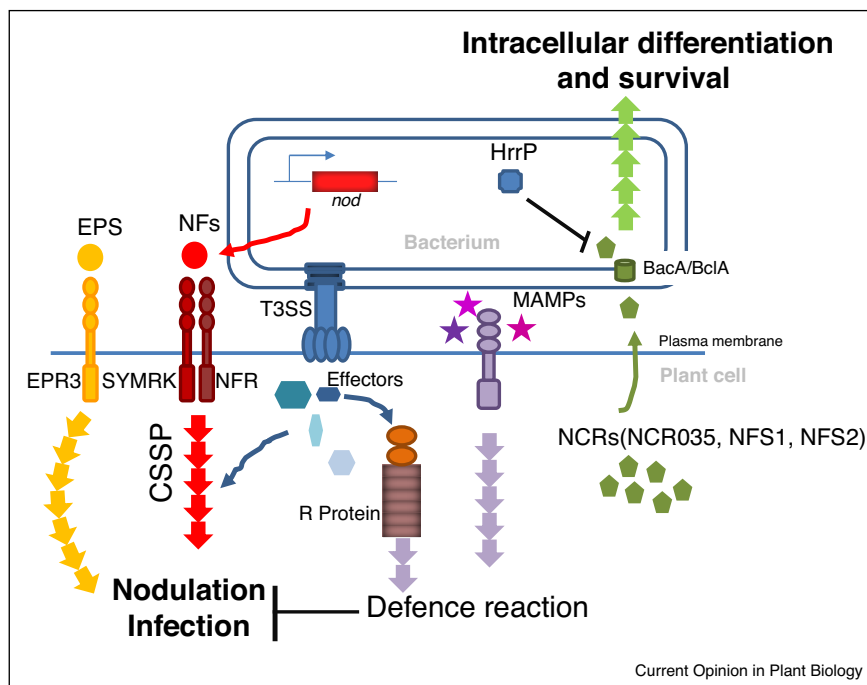 Intracellular differentiation
and survival
HrrP
nod
EPS
NFs
Bacterium
BacA/BclA
T3SS
MAMPs
Plasma membrane
Plant cell
EPR3
SYMRK
NFR
Effectors
CSSP
NCRs(NCR035, NFS1, NFS2)
R Protein
Nodulation
Infection
Defence reaction
Current Opinion in Plant Biology